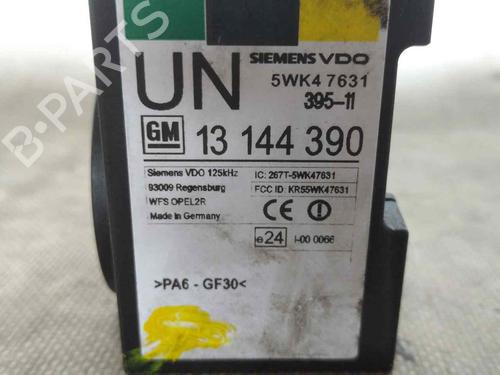 UN
SIEMENS VDO
5WK4 7631
395-11
GM 13 144 390
Siemens VDO 125kHz
93009 Regensburg
WFS OPEL2R
Made in Germany
IC: 267T-5WK47631
FCC ID: KR55WK47631
CE
e24 I-00 0066
>PA6 - GF30<
B-PARTS